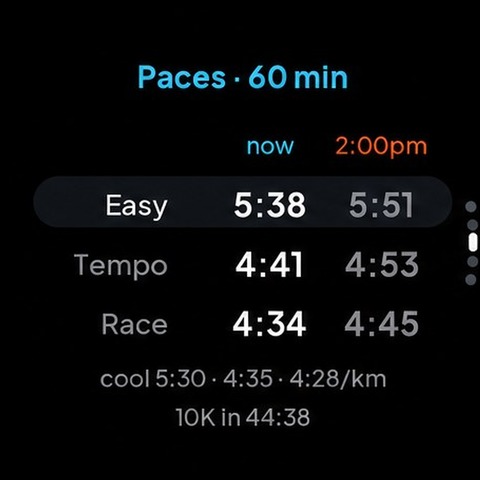 Paces · 60 min
now 2:00pm
Easy 5:38 5:51
Tempo 4:41 4:53
Race 4:34 4:45
cool 5:30 · 4:35 · 4:28/km
10K in 44:38